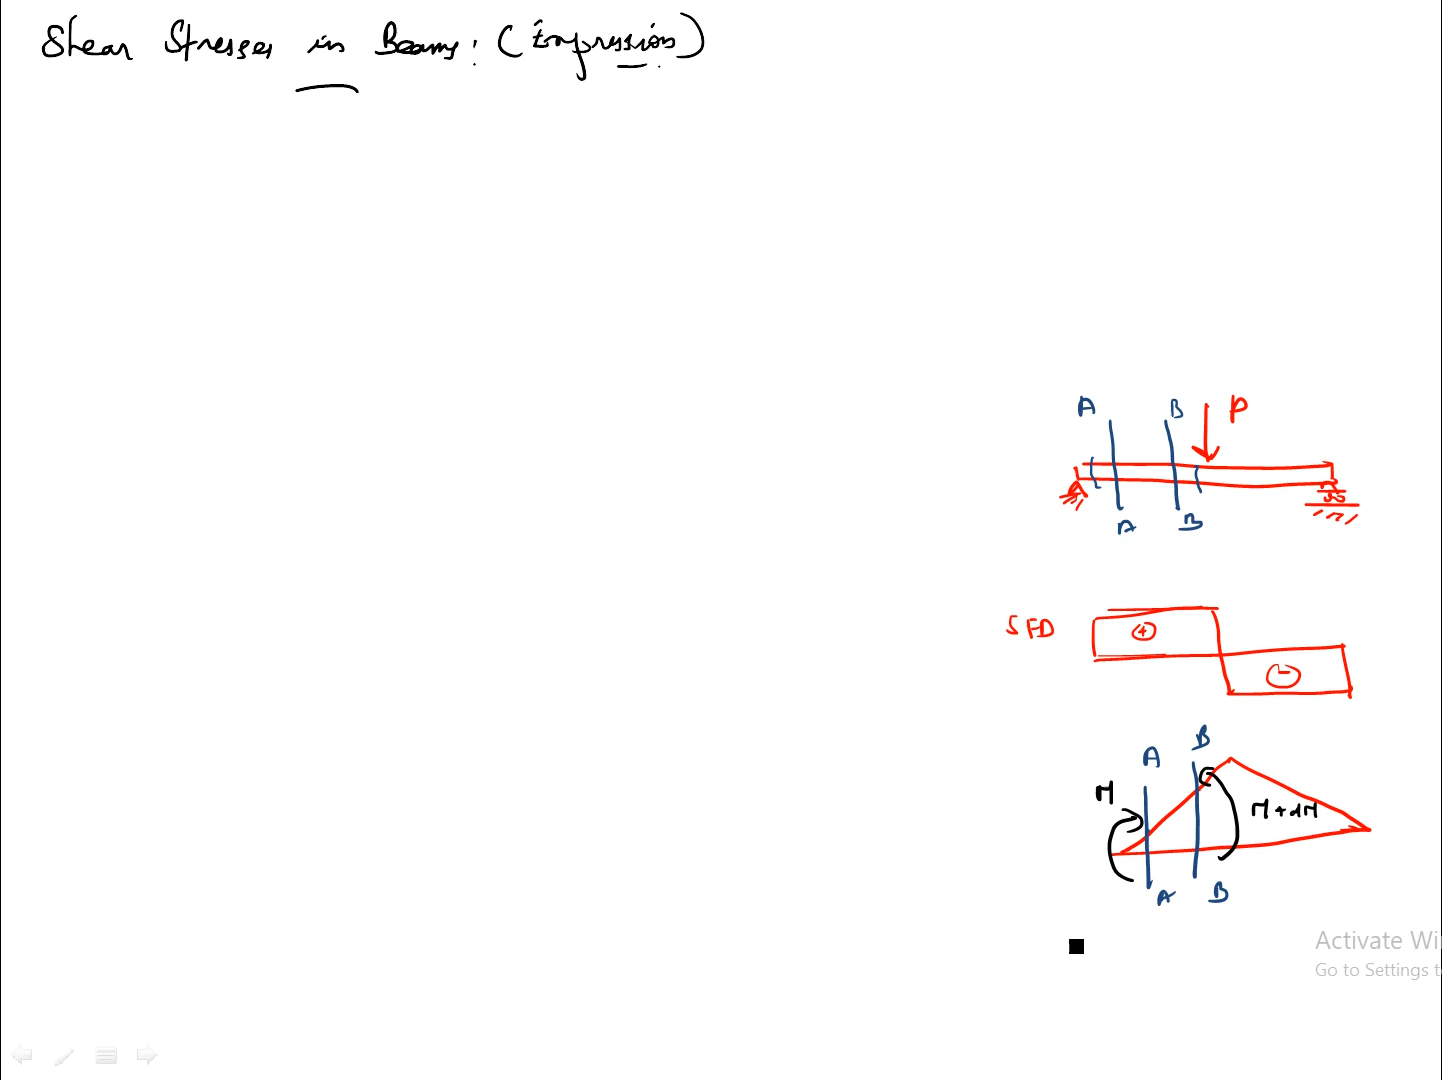 Shear Stresses in Beams: (Expression)
A B P
A B
SFD
+
-
B
A
M M+dM
A B
Activate Wi
Go to Settings t